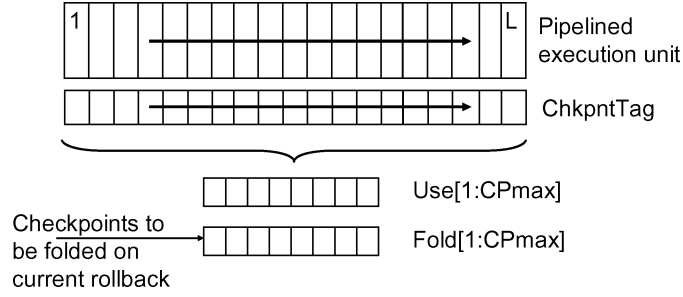 1
L
Pipelined
execution unit
ChkpntTag
Use[1:CPmax]
Checkpoints to
be folded on
current rollback
Fold[1:CPmax]